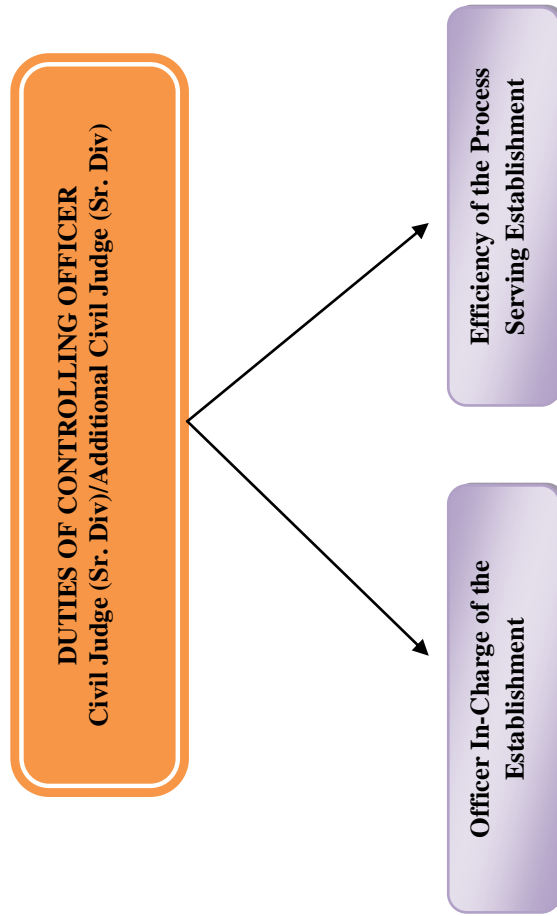 DUTIES OF CONTROLLING OFFICER
Civil Judge (Sr. Div)/Additional Civil Judge (Sr. Div)
Officer In-Charge of the
Establishment
Efficiency of the Process
Serving Establishment